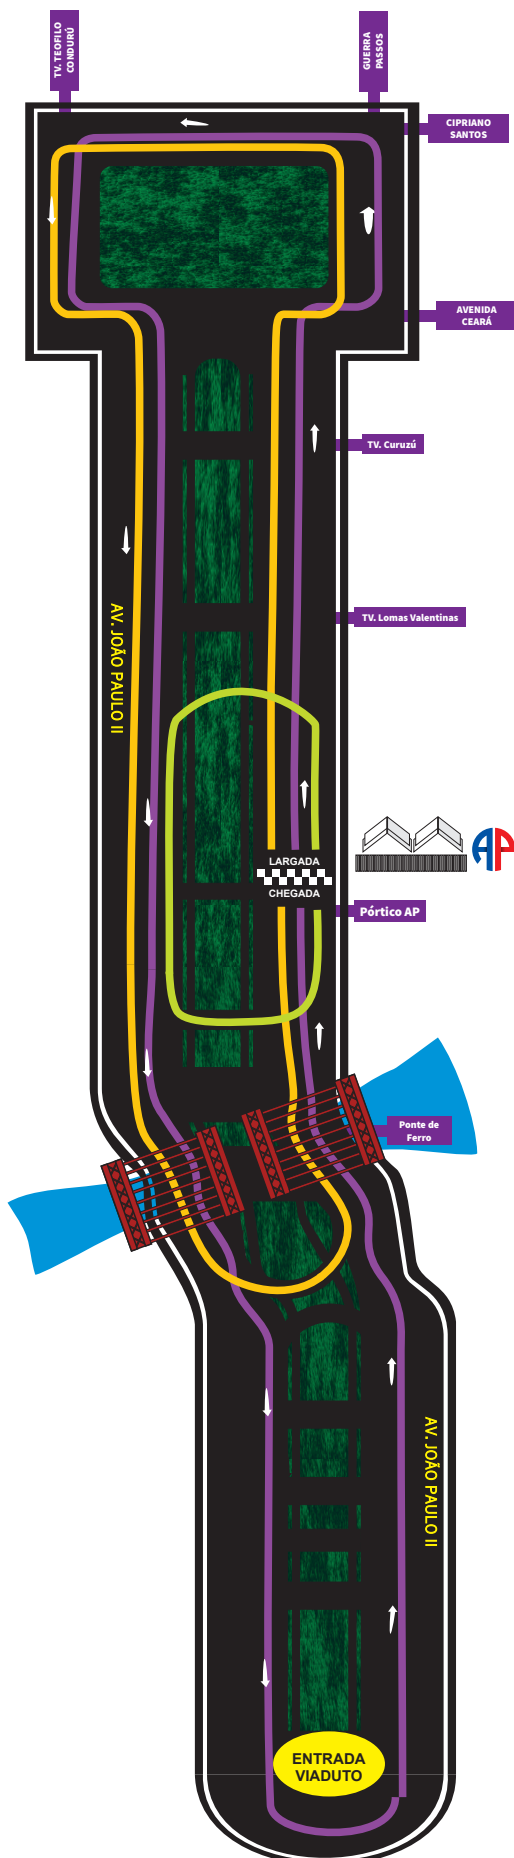 TV. TEOFILO
CONDURÚ
GUERRA
PASSOS
CIPRIANO
SANTOS
AVENIDA
CEARÁ
TV. Curuzú
AV. JOÃO PAULO II
TV. Lomas Valentinas
LARGADA
CHEGADA
AP
Pórtico AP
Ponte de
Ferro
AV. JOÃO PAULO II
ENTRADA
VIADUTO